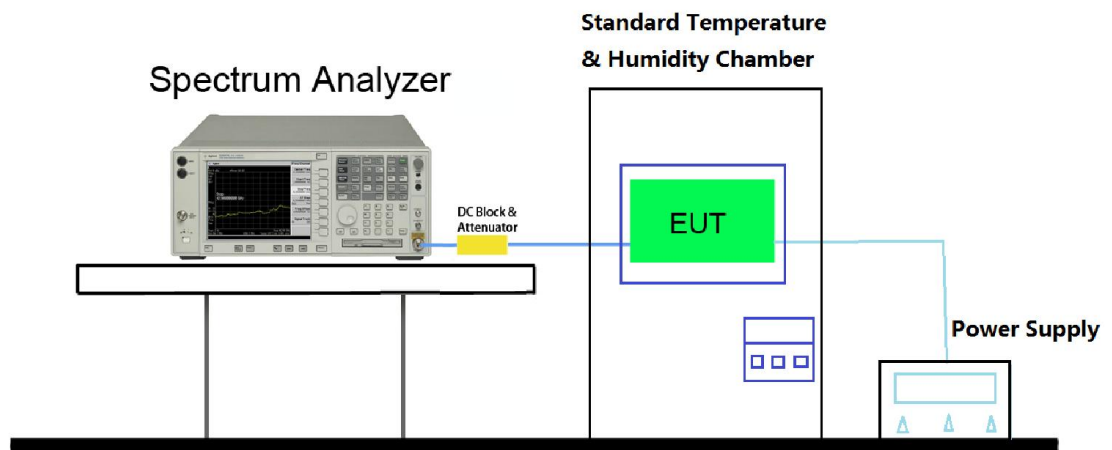 Standard Temperature
& Humidity Chamber
Spectrum Analyzer
DC Block &
Attenuator
EUT
Power Supply